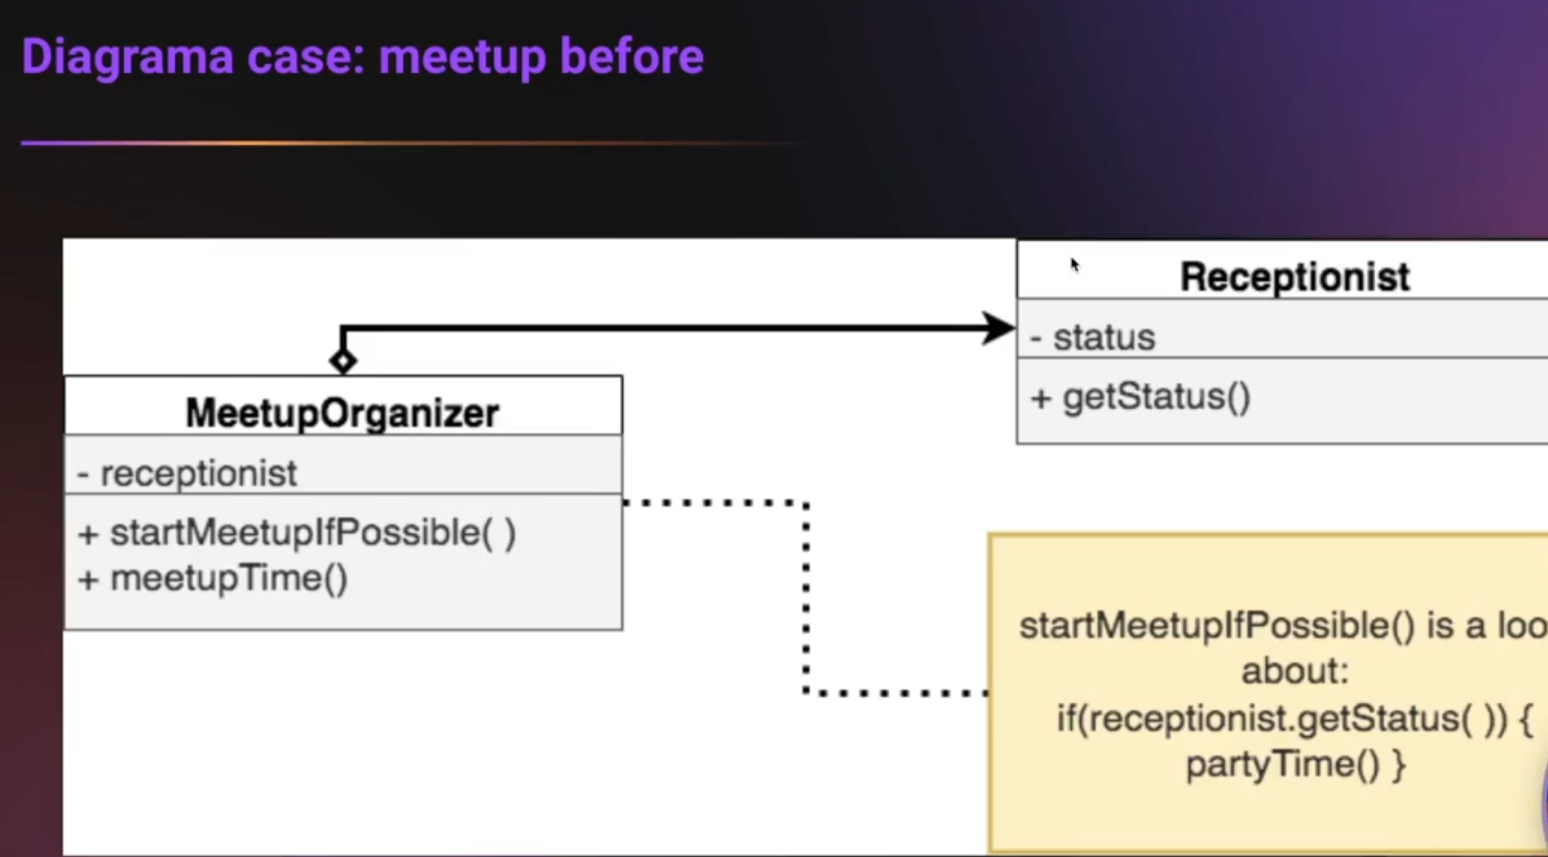 Diagrama case: meetup before
Receptionist
- status
+ getStatus()
MeetupOrganizer
- receptionist
+ startMeetupIfPossible( )
+ meetupTime()
startMeetupIfPossible() is a loo
about:
if(receptionist.getStatus( )) {
partyTime() }